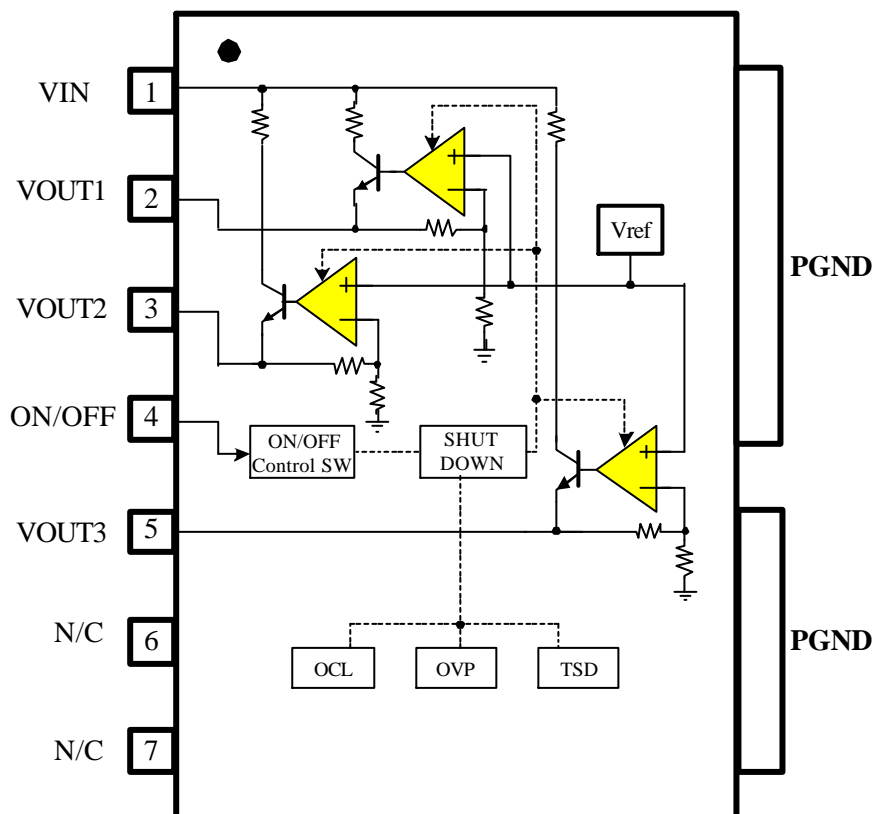 VIN
1
VOUT1
2
Vref
PGND
VOUT2
3
ON/OFF
4
ON/OFF
Control SW
SHUT
DOWN
VOUT3
5
N/C
6
OCL
OVP
TSD
PGND
N/C
7
+
−
+
−
+
−